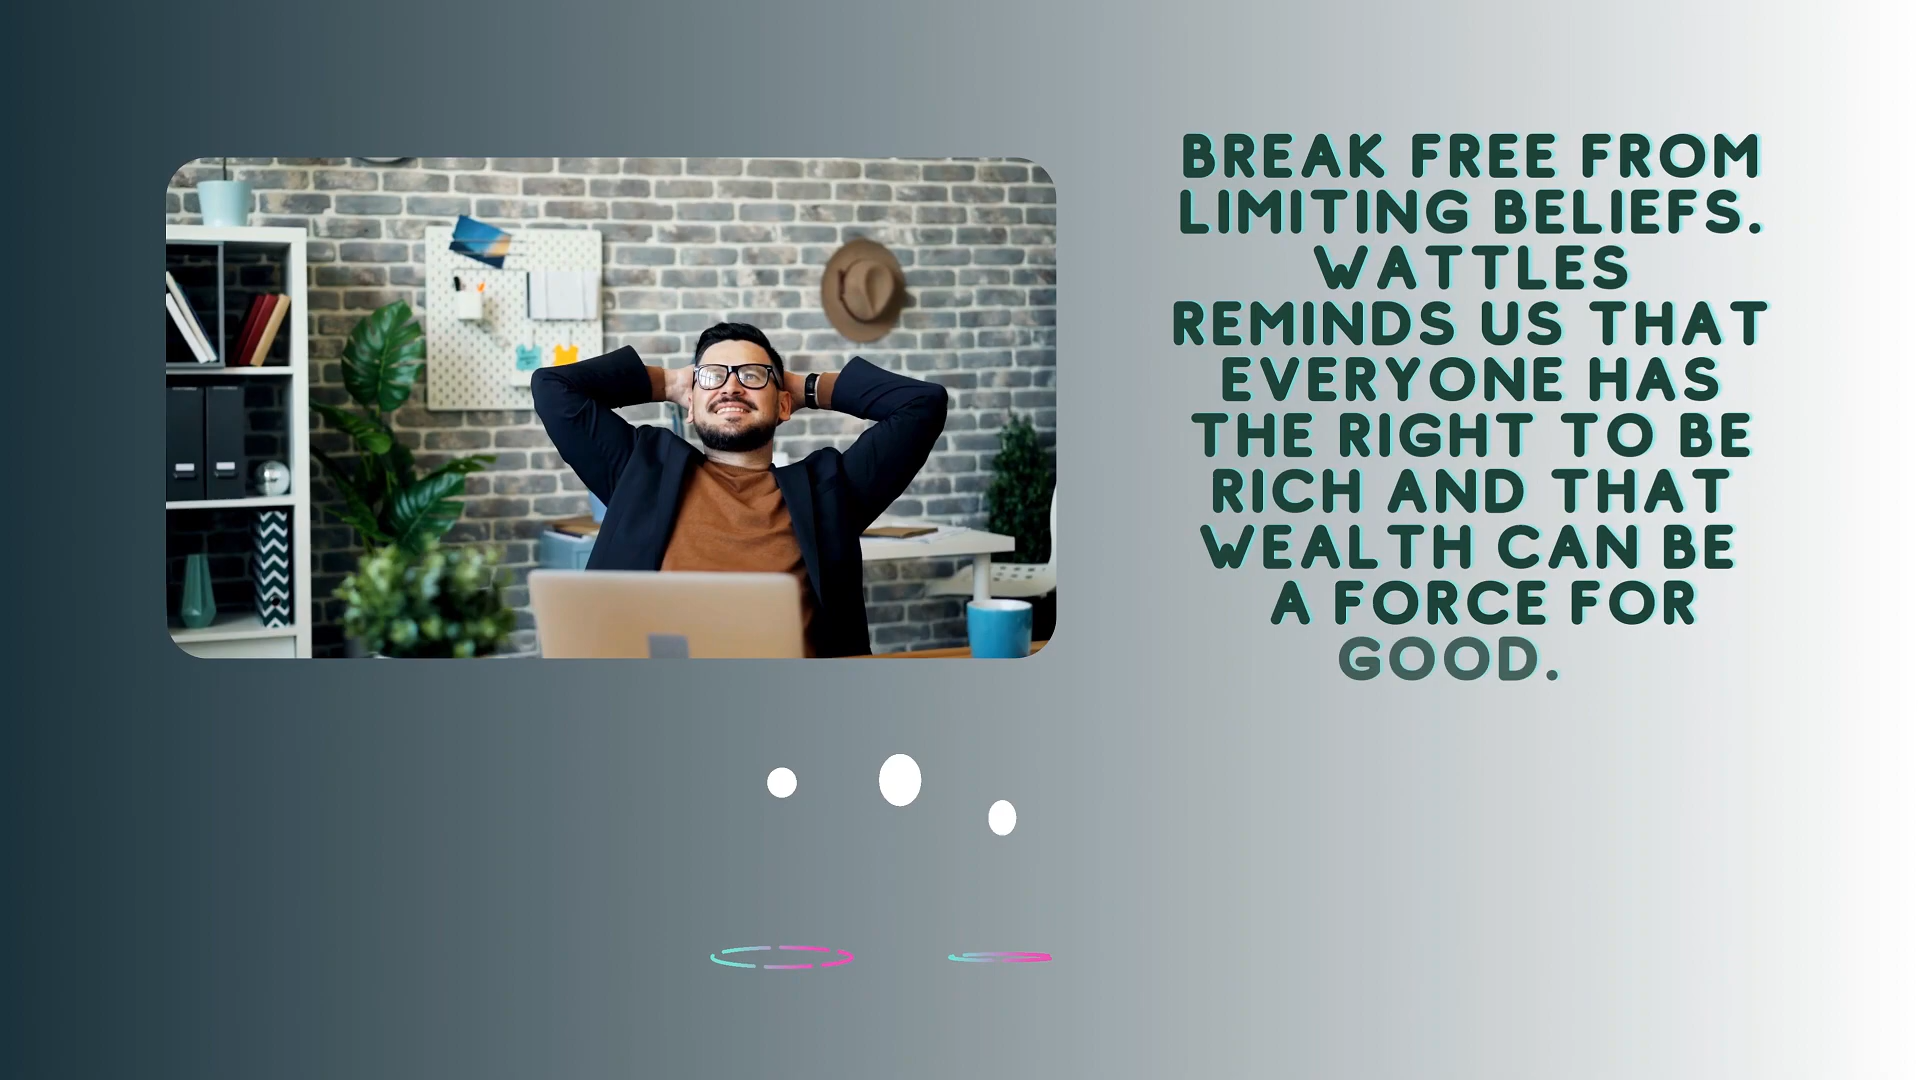 BREAK FREE FROM
LIMITING BELIEFS.
WATTLES
REMINDS US THAT
EVERYONE HAS
THE RIGHT TO BE
RICH AND THAT
WEALTH CAN BE
A FORCE FOR
GOOD.